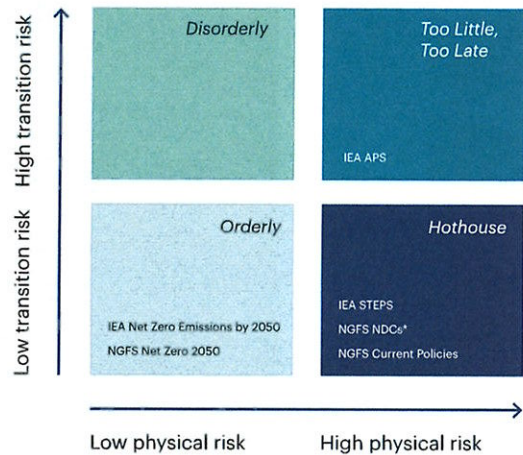 High transition risk
Low transition risk
Disorderly
Too Little,
Too Late
IEA APS
Orderly
IEA Net Zero Emissions by 2050
NGFS Net Zero 2050
Hothouse
IEA STEPS
NGFS NDCs*
NGFS Current Policies
Low physical risk
High physical risk